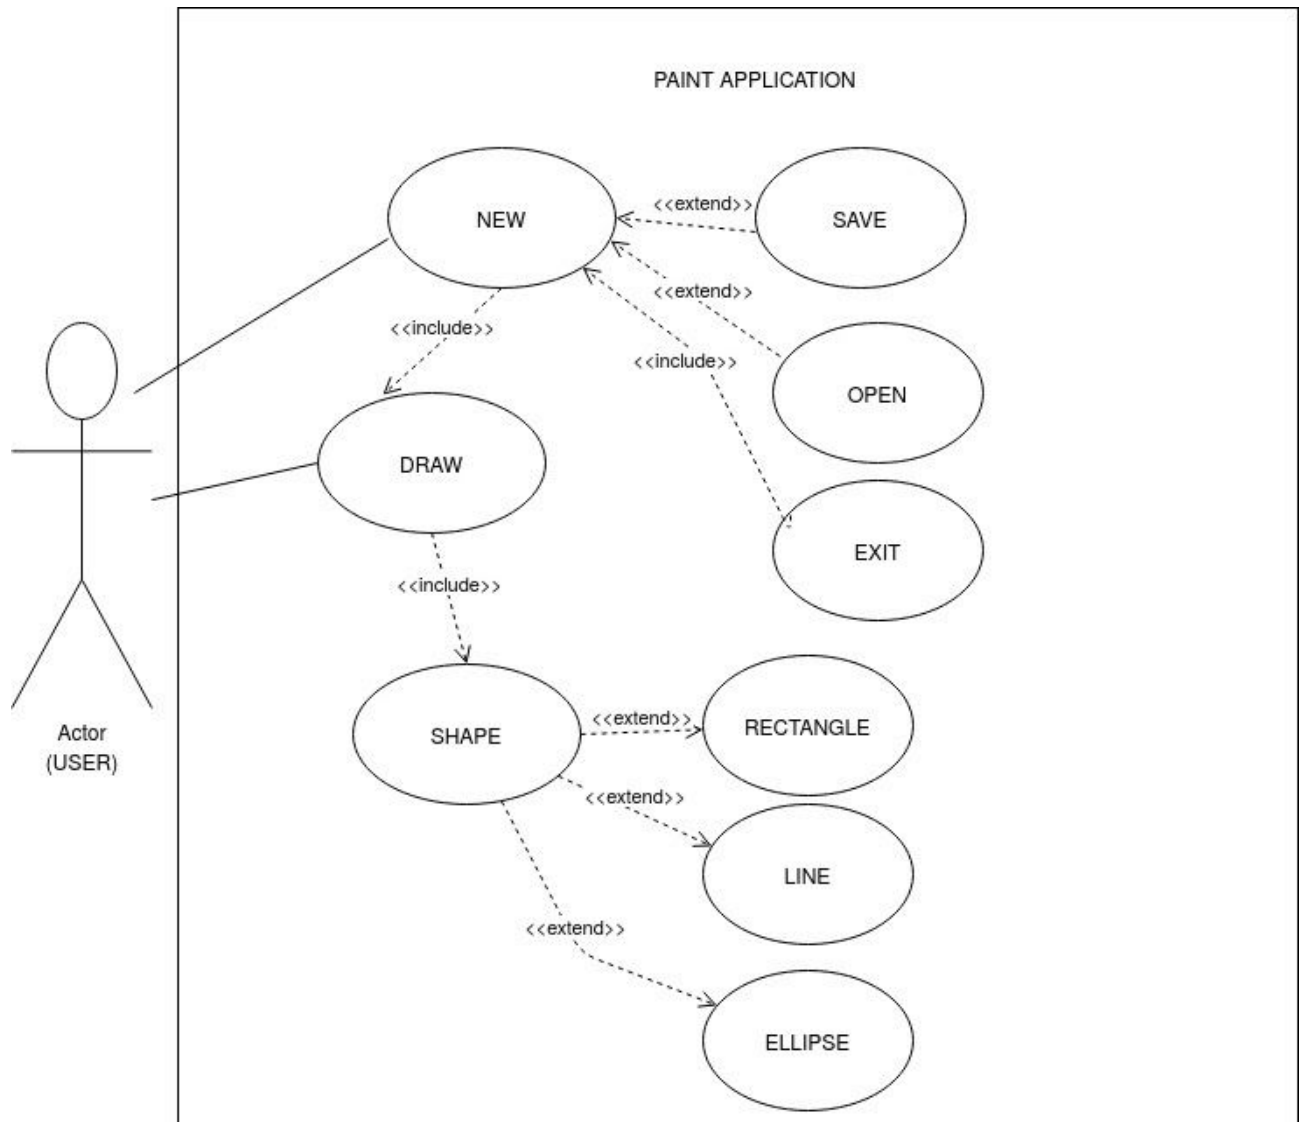 PAINT APPLICATION
NEW
<<extend>>
SAVE
<<extend>>
<<include>>
<<include>>
OPEN
DRAW
EXIT
<<include>>
Actor
(USER)
SHAPE
<<extend>>
RECTANGLE
<<extend>>
LINE
<<extend>>
ELLIPSE